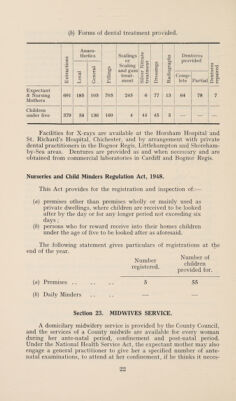 (b) Forms of dental treatment provided.
Extractions
Anæs-
thetics
Local
General
Fillings
Scalings
or
Scaling
and gum
treat-
ment
Silver Nitrate
treatment
Dressings
Radiographs
Dentures
provided
Com-
plete
Partial
Dentures
repaired
Expectant
& Nursing
Mothers 691 185 103 705 245 6 77 13 64 78 7
Children
under five 379 58 136 160 4 44 45 3 — — —
Facilities for X-rays are available at the Horsham Hospital and
St. Richard's Hospital, Chichester, and by arrangement with private
dental practitioners in the Bognor Regis, Littlehampton and Shoreham-
by-Sea areas. Dentures are provided as and when necessary and are
obtained from commercial laboratories in Cardiff and Bognor Regis.
Nurseries and Child Minders Regulation Act, 1948.
This Act provides for the registration and inspection of:—
(a) premises other than premises wholly or mainly used as
private dwellings, where children are received to be looked
after by the day or for any longer period not exceeding six
days;
(b) persons who for reward receive into their homes children
under the age of five to be looked after as aforesaid.
The following statement gives particulars of registrations at the
end of the year.
Number
registered.
Number of
children
provided for.
(a) Premises .. .. .. 5 55
(b) Daily Minders .. .. — —
Section 23. MIDWIVES SERVICE.
A domiciliary midwifery service is provided by the County Council,
and the services of a County midwife are available for every woman
during her ante-natal period, confinement and post-natal period.
Under the National Health Service Act, the expectant mother may also
engage a general practitioner to give her a specified number of ante-
natal examinations, to attend at her confinement, if he thinks it neces-
22